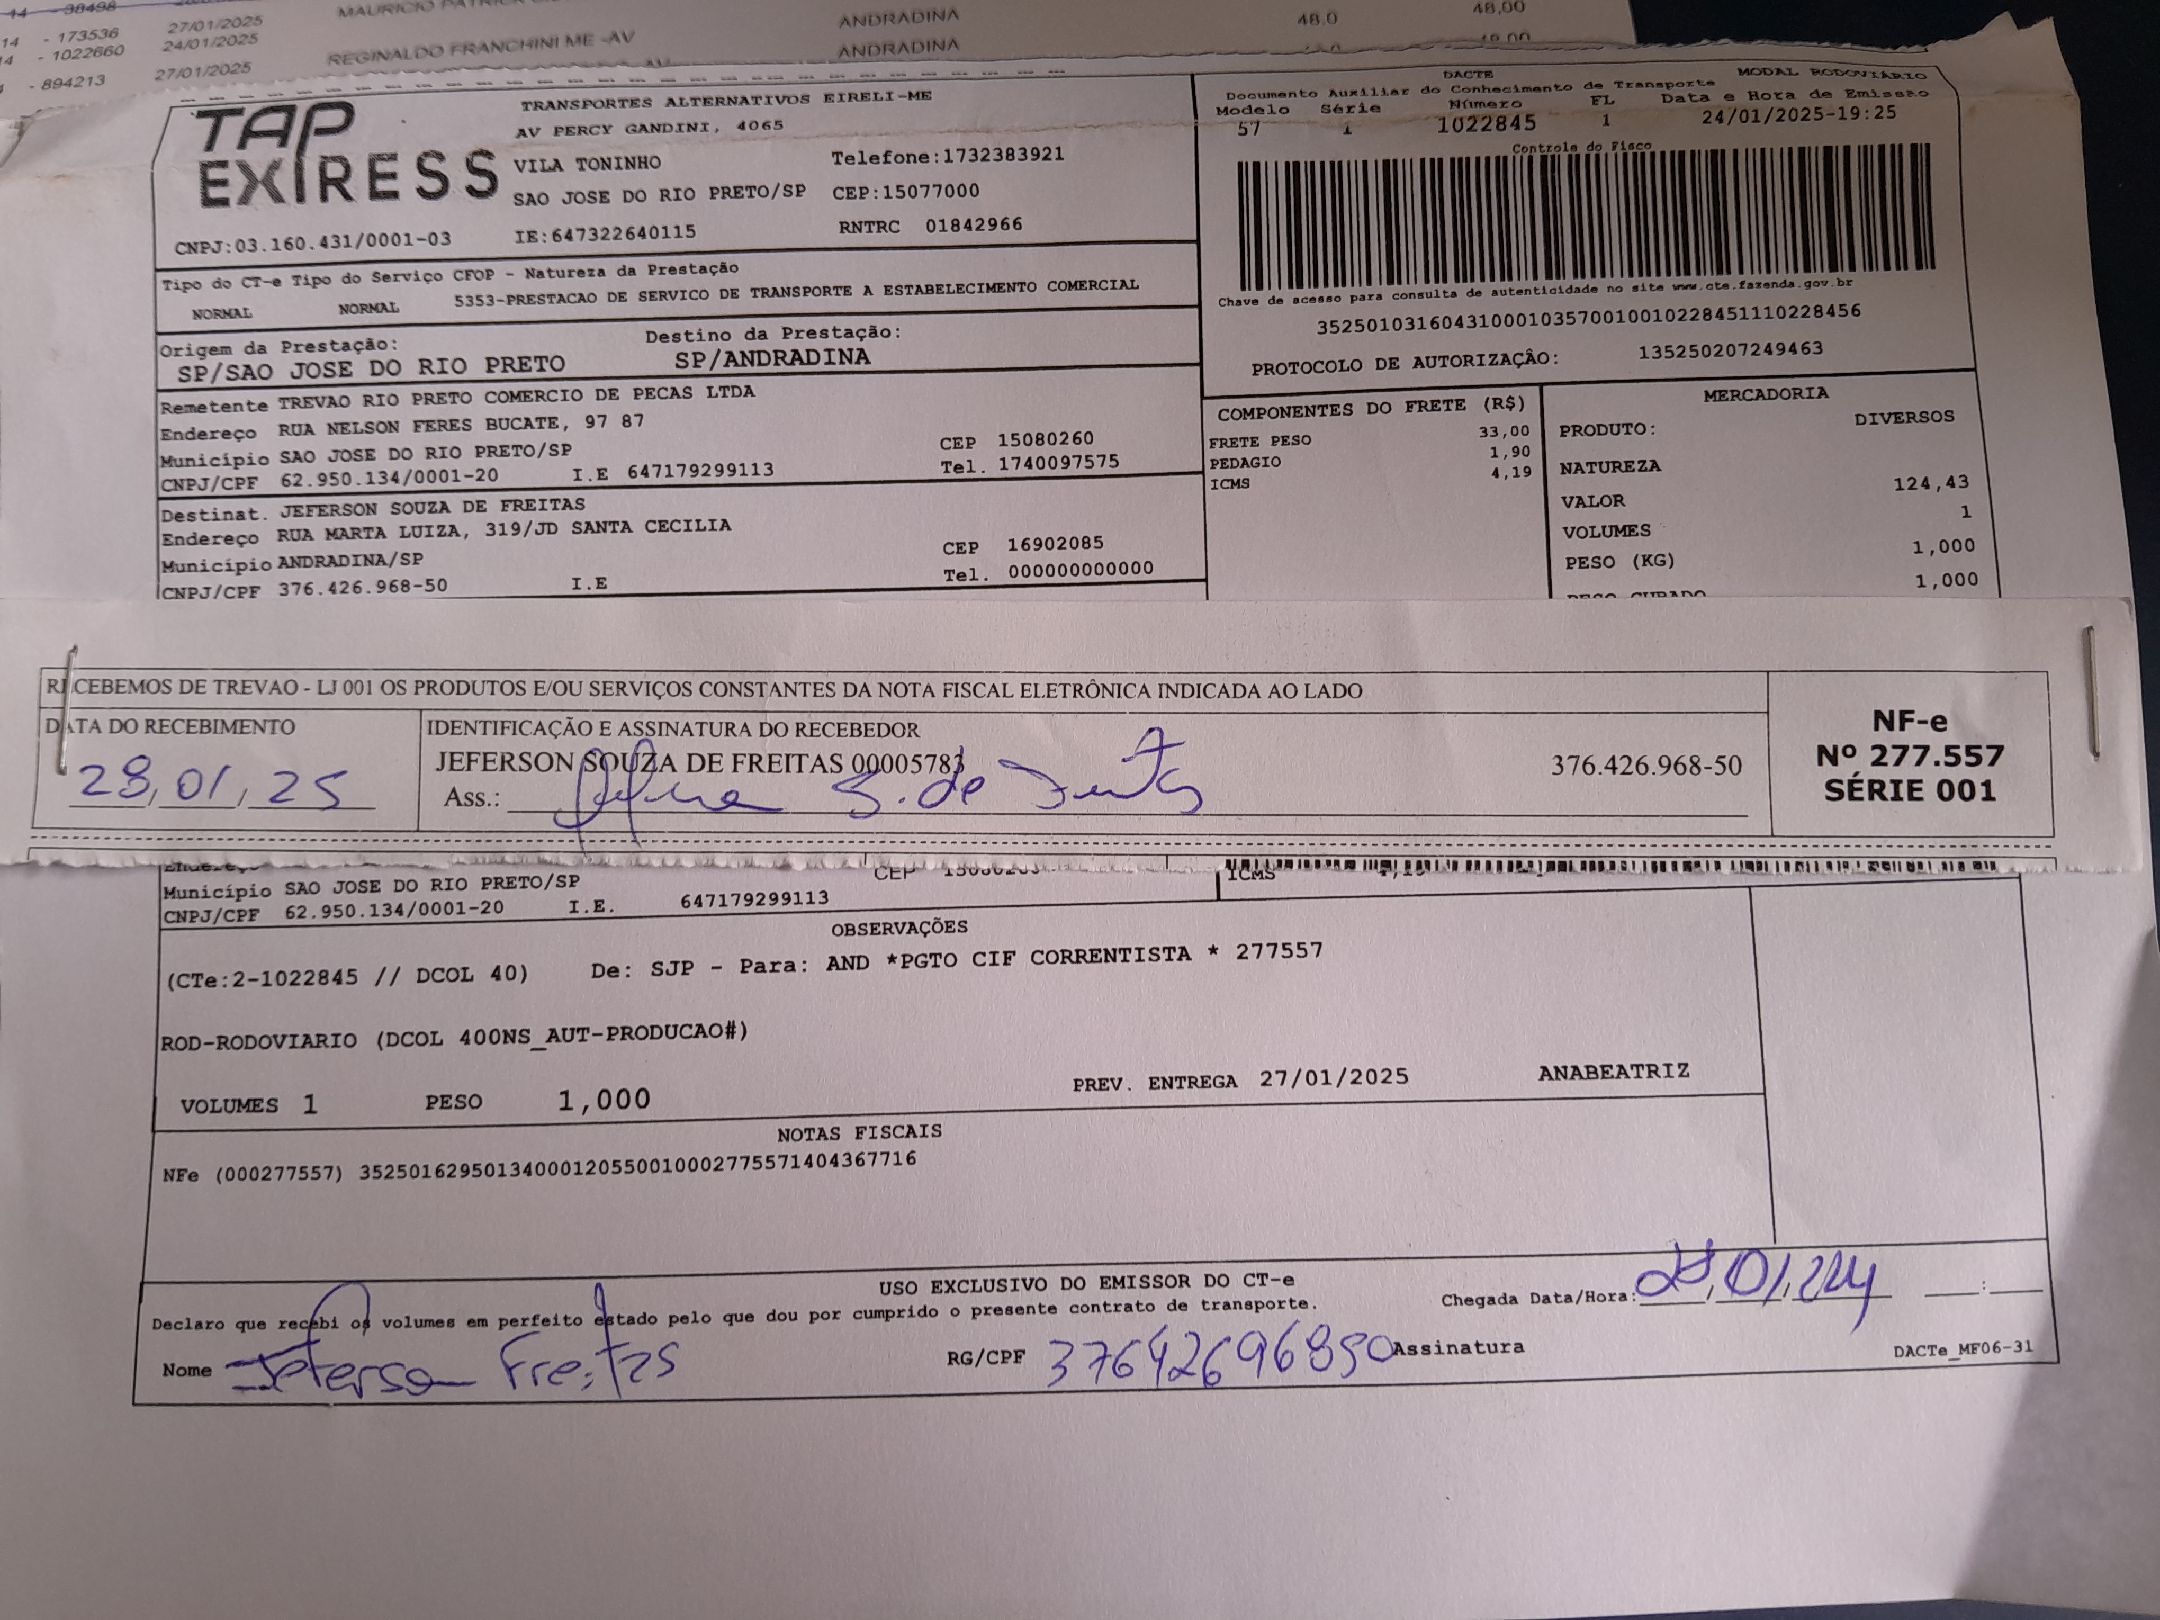 14 - 38498
MAURICIO PATRICK
14 - 173536 27/01/2025 ANDRADINA 48,0 48,00
- 1022660 24/01/2025 REGINALDO FRANCHINI ME -AV ANDRADINA
- 894213 27/01/2025
TAP EXPRESS
TRANSPORTES ALTERNATIVOS EIRELI-ME
AV PERCY GANDINI, 4065
VILA TONINHO Telefone:1732383921
SAO JOSE DO RIO PRETO/SP CEP:15077000
CNPJ:03.160.431/0001-03 IE:647322640115 RNTRC 01842966
DACTE MODAL RODOVIÁRIO
Documento Auxiliar do Conhecimento de Transporte
Modelo Série Número FL Data e Hora de Emissão
57 1 1022845 1 24/01/2025-19:25
Controle do Fisco
Chave de acesso para consulta de autenticidade no site www.cte.fazenda.gov.br
35250103160431000103570010010228451110228456
PROTOCOLO DE AUTORIZAÇÃO: 135250207249463
Tipo do CT-e Tipo do Serviço CFOP - Natureza da Prestação
NORMAL NORMAL 5353-PRESTACAO DE SERVICO DE TRANSPORTE A ESTABELECIMENTO COMERCIAL
Origem da Prestação: Destino da Prestação:
SP/SAO JOSE DO RIO PRETO SP/ANDRADINA
Remetente TREVAO RIO PRETO COMERCIO DE PECAS LTDA
Endereço RUA NELSON FERES BUCATE, 97 87
Município SAO JOSE DO RIO PRETO/SP CEP 15080260
CNPJ/CPF 62.950.134/0001-20 I.E 647179299113 Tel. 1740097575
Destinat. JEFERSON SOUZA DE FREITAS
Endereço RUA MARTA LUIZA, 319/JD SANTA CECILIA
Município ANDRADINA/SP CEP 16902085
CNPJ/CPF 376.426.968-50 I.E Tel. 000000000000
COMPONENTES DO FRETE (R$)
FRETE PESO 33,00
PEDAGIO 1,90
ICMS 4,19
MERCADORIA
PRODUTO: DIVERSOS
NATUREZA
VALOR 124,43
VOLUMES 1
PESO (KG) 1,000
PESO CUBADO 1,000
RECEBEMOS DE TREVAO - LJ 001 OS PRODUTOS E/OU SERVIÇOS CONSTANTES DA NOTA FISCAL ELETRÔNICA INDICADA AO LADO
DATA DO RECEBIMENTO IDENTIFICAÇÃO E ASSINATURA DO RECEBEDOR
JEFERSON SOUZA DE FREITAS 00005783 376.426.968-50
28,01,25 Ass.:
NF-e
Nº 277.557
SÉRIE 001
Endereço CEP ICMS
Município SAO JOSE DO RIO PRETO/SP
CNPJ/CPF 62.950.134/0001-20 I.E. 647179299113
OBSERVAÇÕES
(CTe:2-1022845 // DCOL 40) De: SJP - Para: AND *PGTO CIF CORRENTISTA * 277557
ROD-RODOVIARIO (DCOL 400NS_AUT-PRODUCAO#)
PREV. ENTREGA 27/01/2025 ANABEATRIZ
VOLUMES 1 PESO 1,000
NOTAS FISCAIS
NFe (000277557) 35250162950134000120550010002775571404367716
USO EXCLUSIVO DO EMISSOR DO CT-e
Declaro que recebi os volumes em perfeito estado pelo que dou por cumprido o presente contrato de transporte. Chegada Data/Hora:
Nome Jeferson Freitas RG/CPF 37642696850 Assinatura DACTe_MF06-31